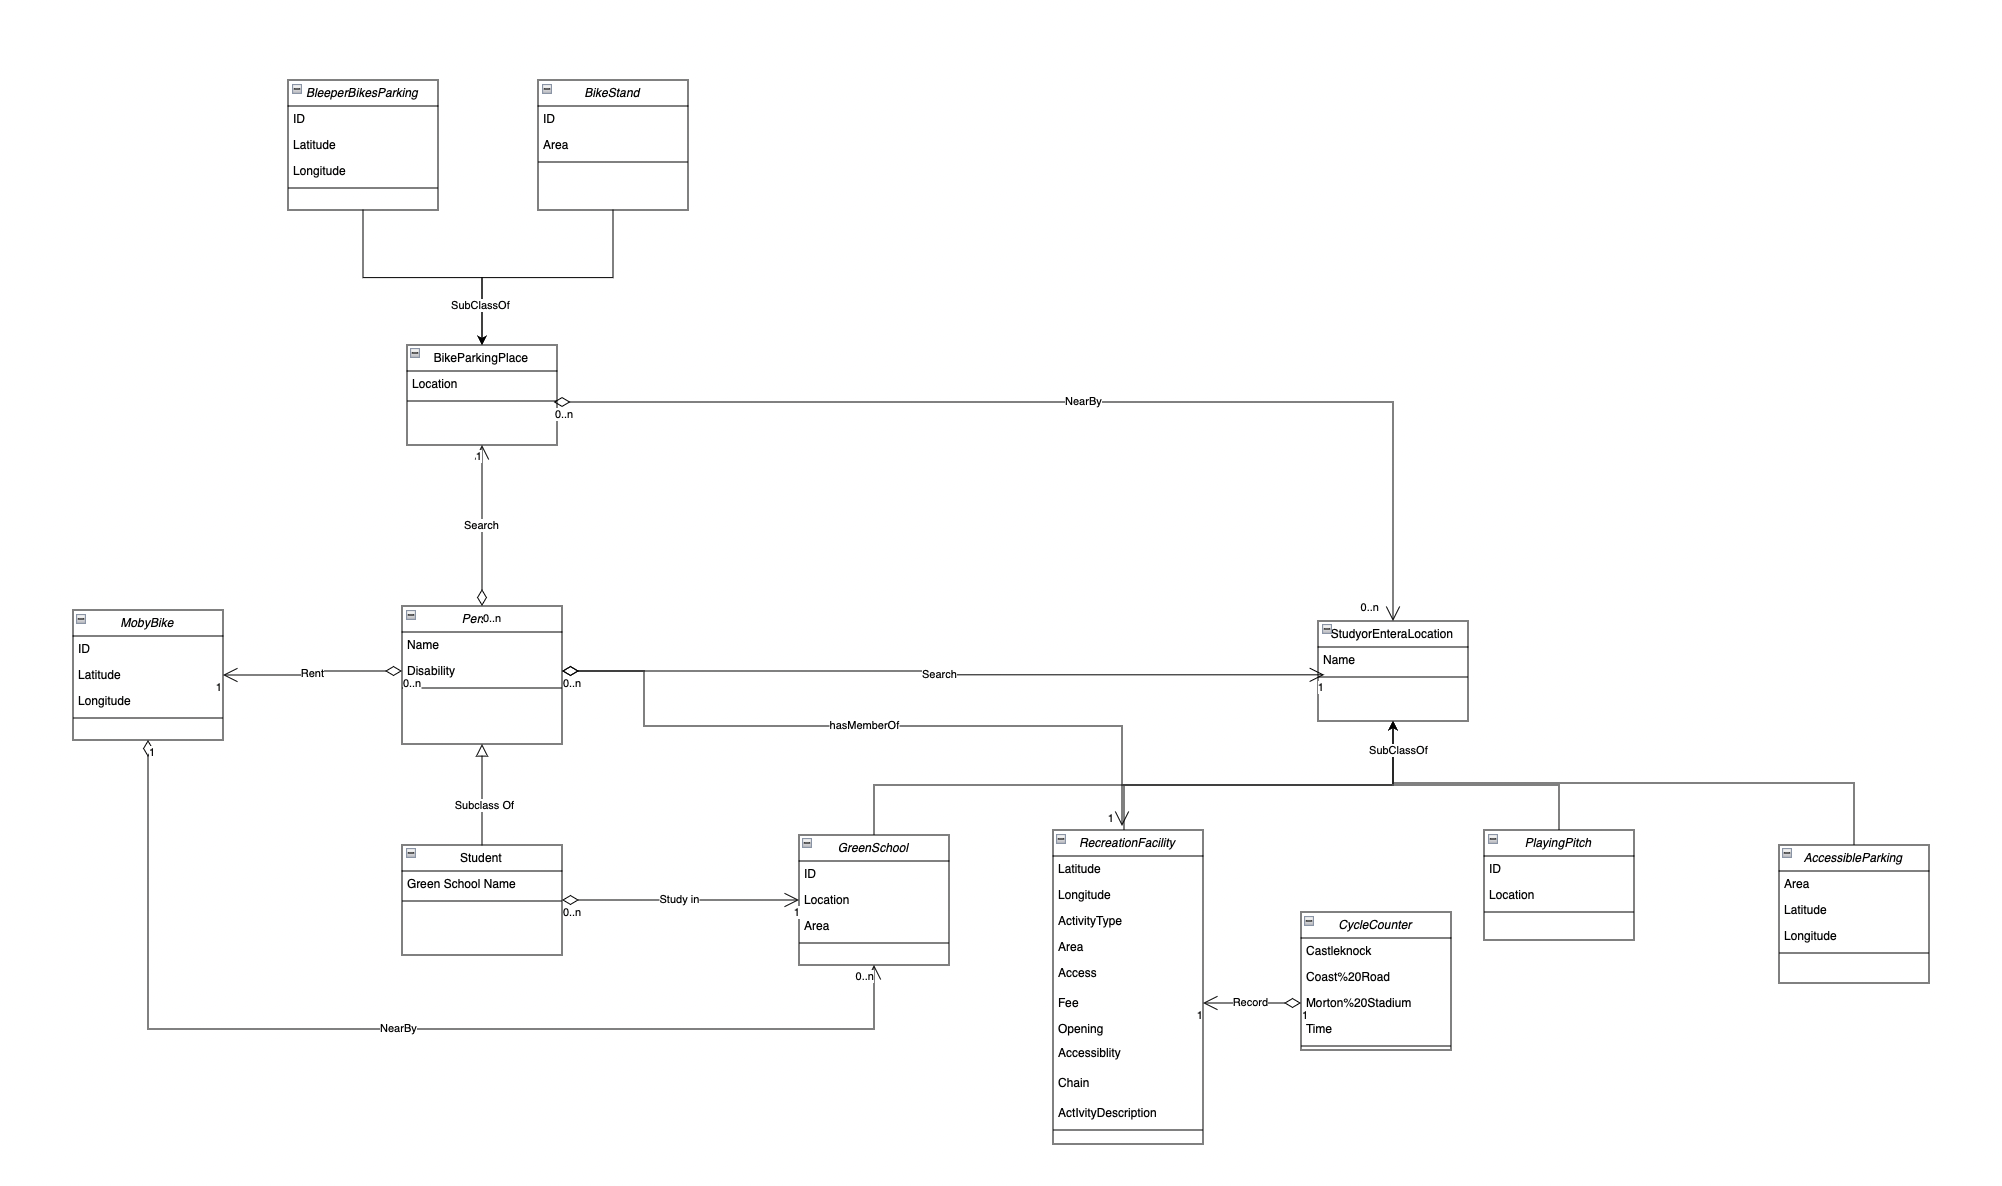 BleeperBikesParking
ID
Latitude
Longitude
BikeStand
ID
Area
SubClassOf
BikeParkingPlace
Location
0..n
NearBy
1
Search
MobyBike
ID
Latitude
Longitude
1
1
Rent
0..n
Name
Disability
0..n
0..n
Search
hasMemberOf
0..n
StudyorEnteraLocation
Name
1
SubClassOf
Subclass Of
Student
Green School Name
0..n
Study in
1
GreenSchool
ID
Location
Area
0..n
NearBy
1
RecreationFacility
Latitude
Longitude
ActivityType
Area
Access
Fee
Opening
Accessiblity
Chain
ActIvityDescription
1
Record
1
CycleCounter
Castleknock
Coast%20Road
Morton%20Stadium
Time
PlayingPitch
ID
Location
AccessibleParking
Area
Latitude
Longitude